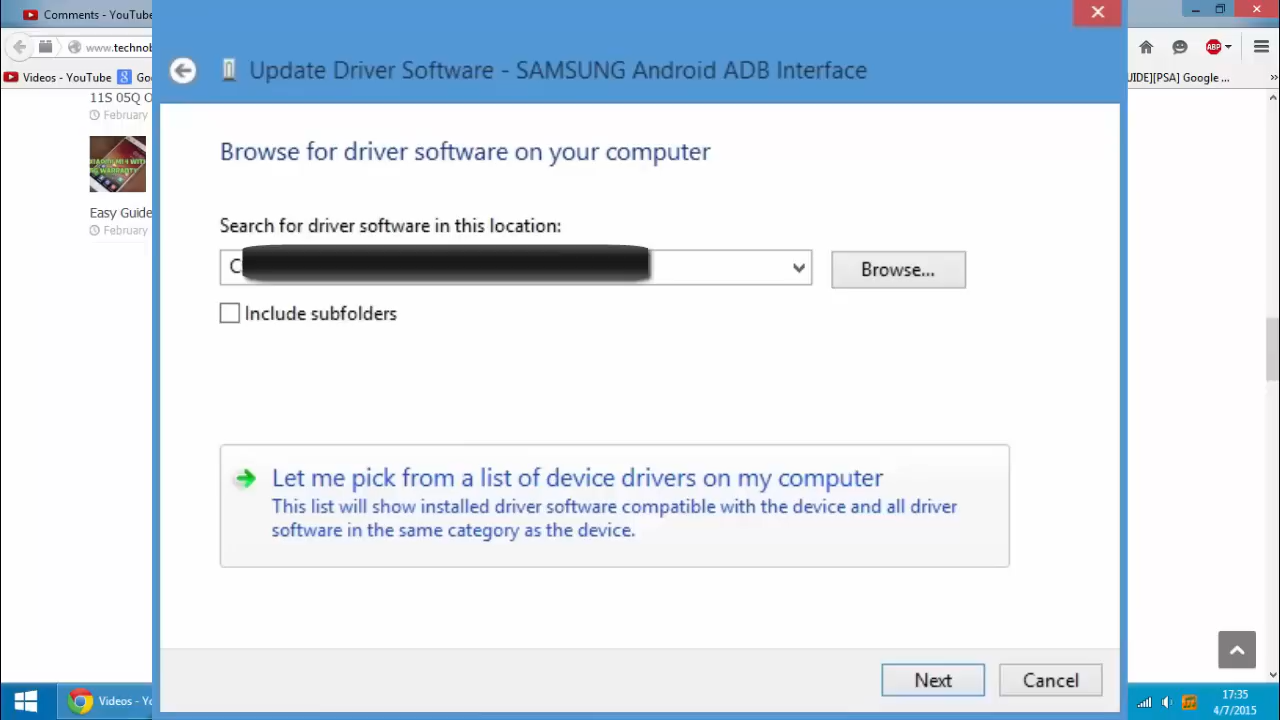 Comments - YouTube
www.technob
Videos - YouTube
Goo
UIDE][PSA] Google ...
»
ABP
11S 05Q O
February
Easy Guide
February
Update Driver Software - SAMSUNG Android ADB Interface
Browse for driver software on your computer
Search for driver software in this location:
C
Browse...
Include subfolders
Let me pick from a list of device drivers on my computer
This list will show installed driver software compatible with the device and all driver
software in the same category as the device.
Next
Cancel
Videos - Yo
17:35
4/7/2015